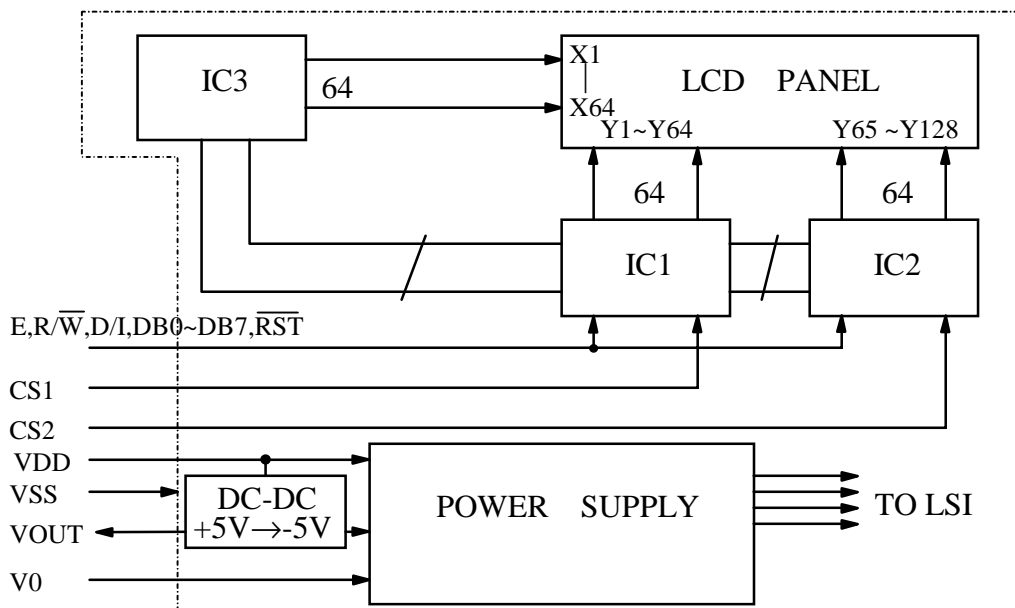 IC3
64
X1
X64
LCD PANEL
Y1~Y64
Y65 ~Y128
64
64
IC1
IC2
E,R/W̅,D/I,DB0~DB7,R̅S̅T̅
CS1
CS2
VDD
VSS
VOUT
V0
DC-DC
+5V→-5V
POWER SUPPLY
TO LSI